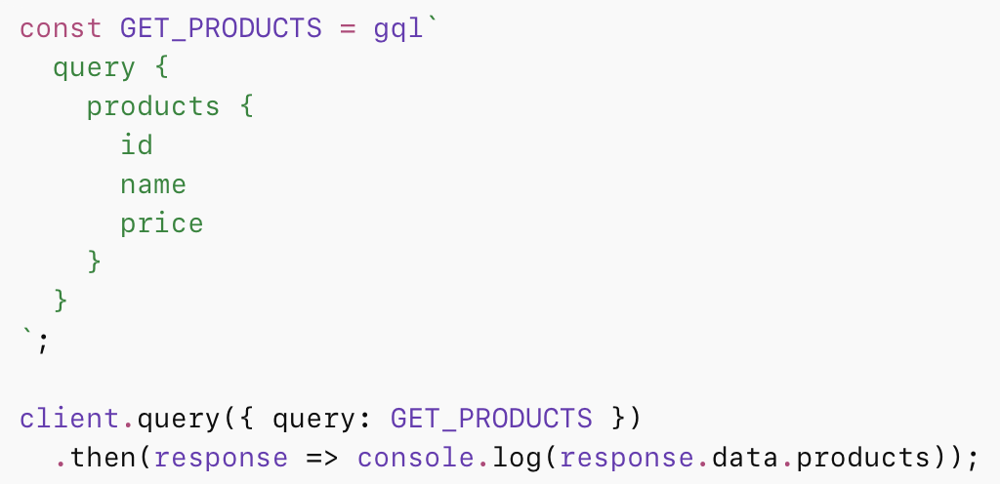 const GET_PRODUCTS = gql`
  query {
    products {
      id
      name
      price
    }
  }
`;

client.query({ query: GET_PRODUCTS })
  .then(response => console.log(response.data.products));